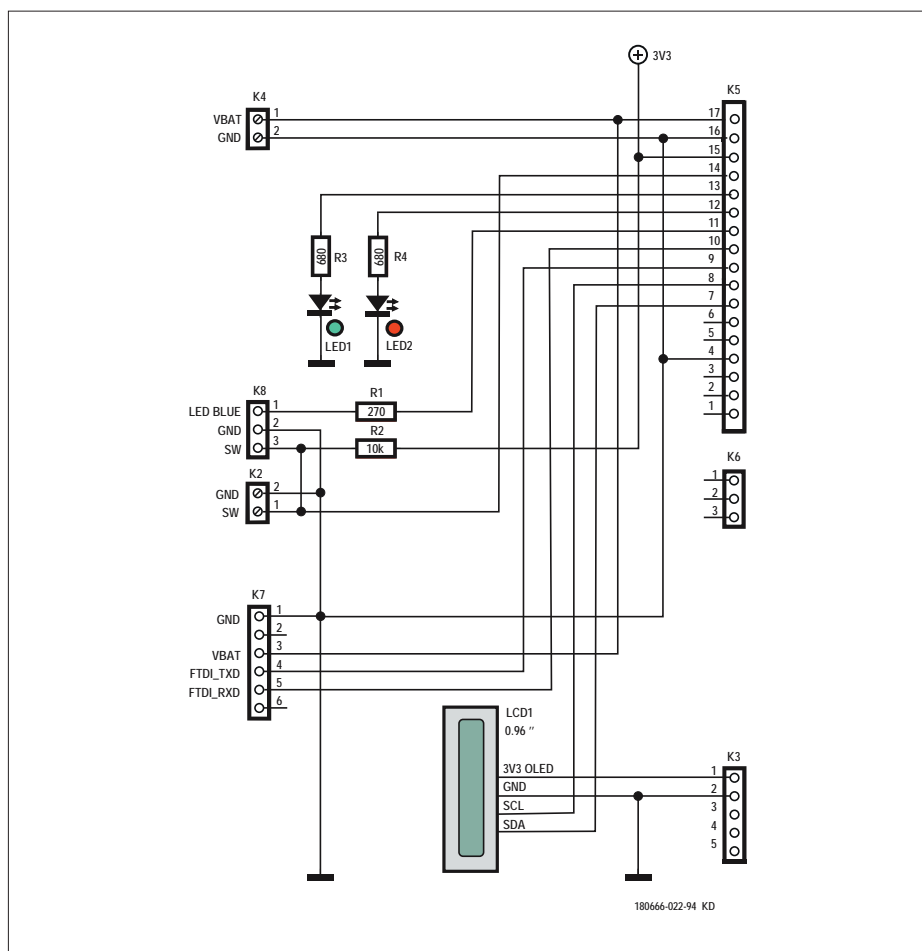 3V3
K4
VBAT
1
GND
2
K5
17
16
15
14
13
12
11
10
9
8
7
6
5
4
3
2
1
680
R3
680
R4
LED1
LED2
K8
LED BLUE
1
GND
2
SW
3
R1
270
R2
10k
K2
GND
2
SW
1
K6
1
2
3
K7
GND
1
2
VBAT
3
FTDI_TXD
4
FTDI_RXD
5
6
LCD1
0.96 ″
3V3 OLED
GND
SCL
SDA
K3
1
2
3
4
5
180666-022-94 KD